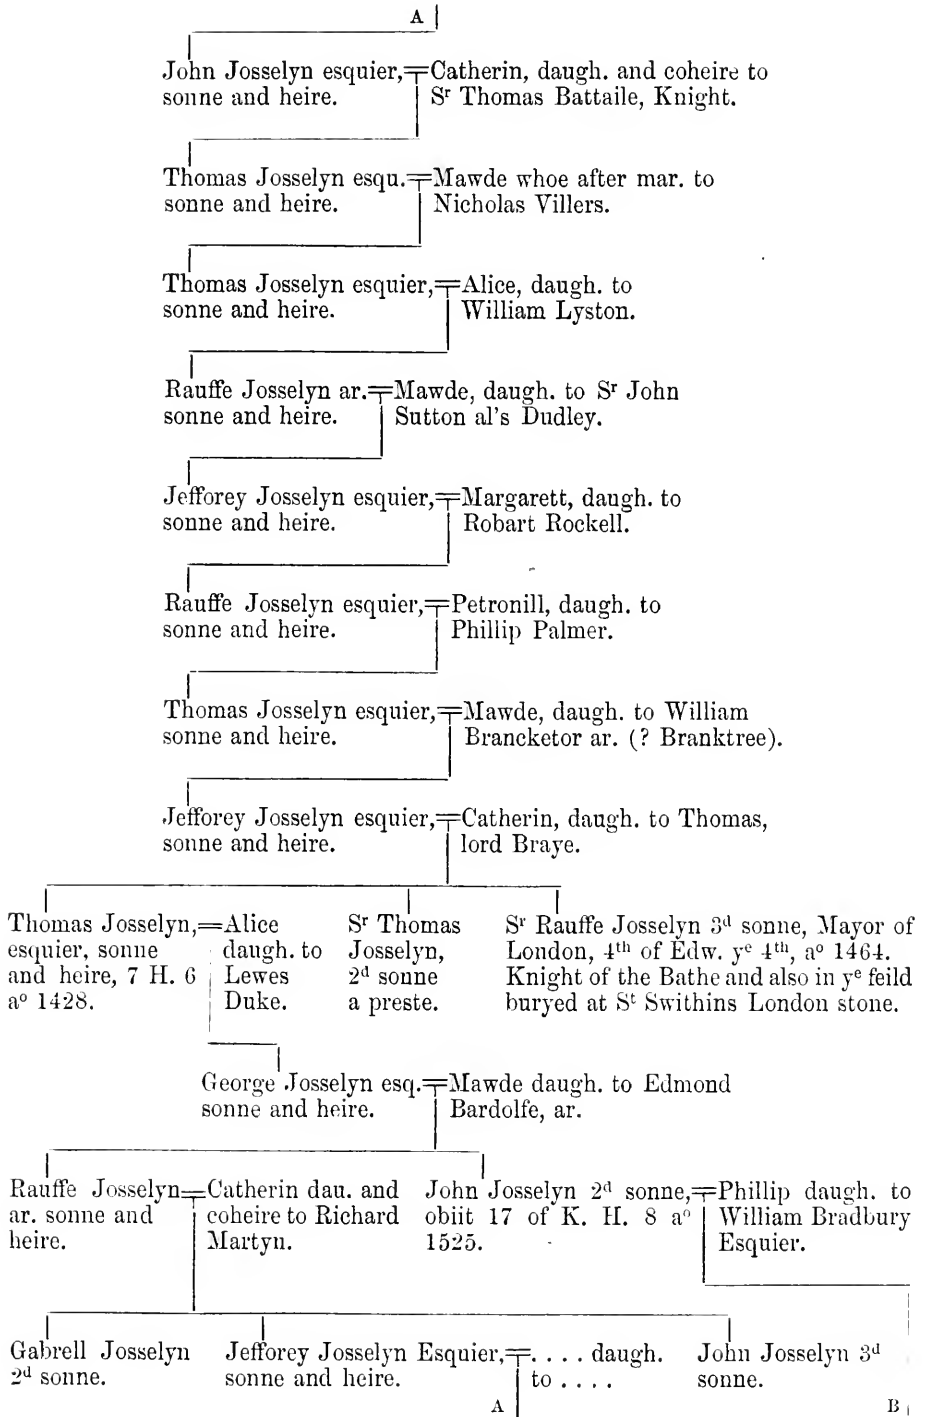 A
John Josselyn esquier,=Catherin, daugh. and coheire to
sonne and heire. Sr Thomas Battaile, Knight.
Thomas Josselyn esqu.=Mawde whoe after mar. to
sonne and heire. Nicholas Villers.
Thomas Josselyn esquier,=Alice, daugh. to
sonne and heire. William Lyston.
Rauffe Josselyn ar.=Mawde, daugh. to Sr John
sonne and heire. Sutton al's Dudley.
Jefforey Josselyn esquier,=Margarett, daugh. to
sonne and heire. Robart Rockell.
Rauffe Josselyn esquier,=Petronill, daugh. to
sonne and heire. Phillip Palmer.
Thomas Josselyn esquier,=Mawde, daugh. to William
sonne and heire. Brancketor ar. (? Branktree).
Jefforey Josselyn esquier,=Catherin, daugh. to Thomas,
sonne and heire. lord Braye.
Thomas Josselyn,=Alice
esquier, sonne daugh. to
and heire, 7 H. 6 Lewes
aº 1428. Duke.
Sr Thomas
Josselyn,
2d sonne
a preste.
Sr Rauffe Josselyn 3d sonne, Mayor of
London, 4th of Edw. ye 4th, aº 1464.
Knight of the Bathe and also in ye feild
buryed at St Swithins London stone.
George Josselyn esq.=Mawde daugh. to Edmond
sonne and heire. Bardolfe, ar.
Rauffe Josselyn=Catherin dau. and
ar. sonne and coheire to Richard
heire. Martyn.
John Josselyn 2d sonne,=Phillip daugh. to
obiit 17 of K. H. 8 aº William Bradbury
1525. Esquier.
Gabrell Josselyn
2d sonne.
Jefforey Josselyn Esquier,=. . . . daugh.
sonne and heire. to . . . .
John Josselyn 3d
sonne.
A B